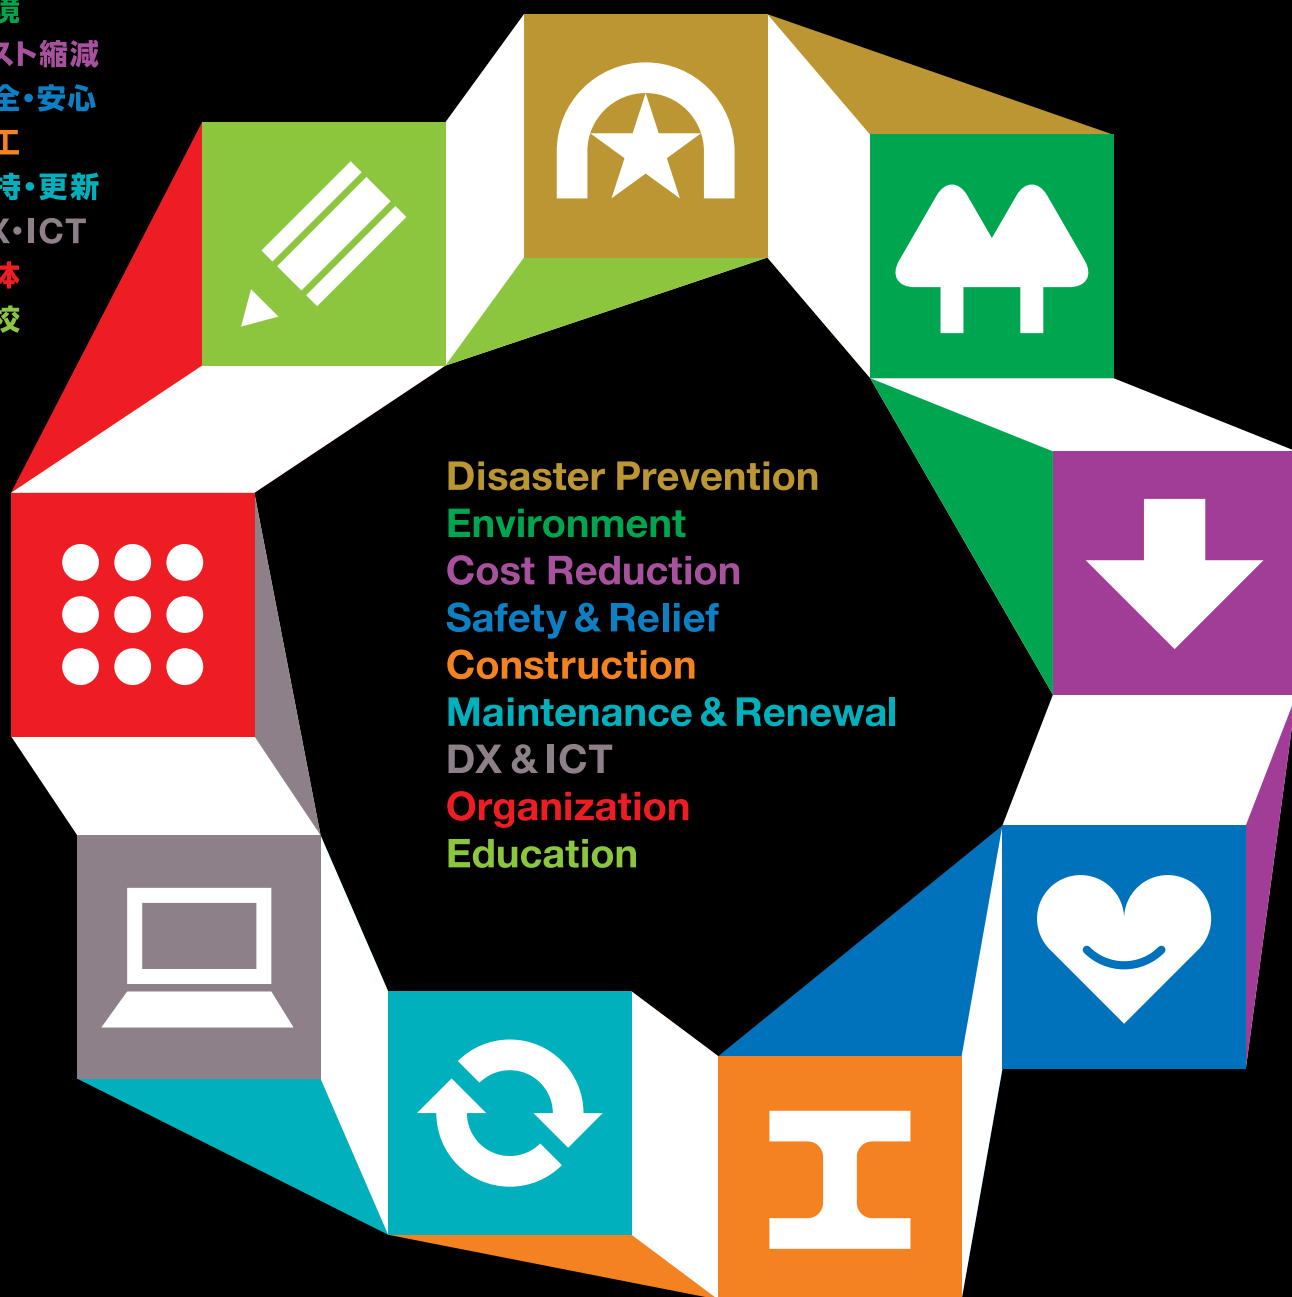 境
スト縮減
全・安心
工
持・更新
X・ICT
体
校
Disaster Prevention
Environment
Cost Reduction
Safety & Relief
Construction
Maintenance & Renewal
DX & ICT
Organization
Education